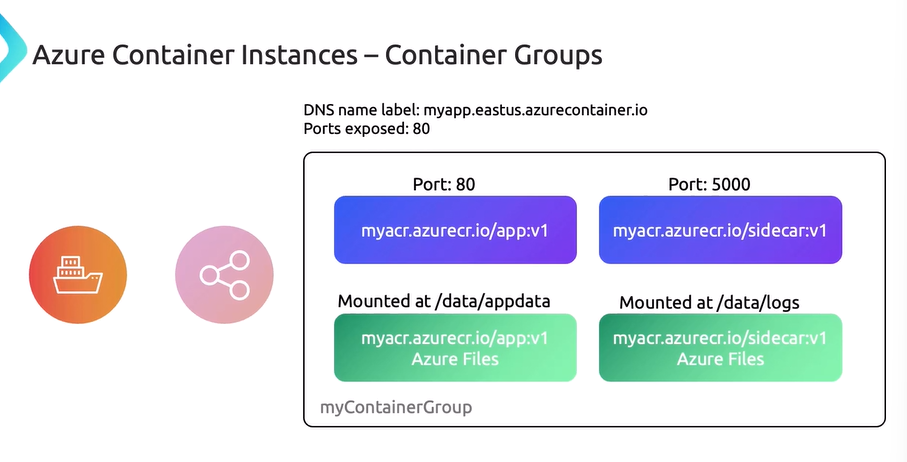 Azure Container Instances – Container Groups
DNS name label: myapp.eastus.azurecontainer.io
Ports exposed: 80
Port: 80
myacr.azurecr.io/app:v1
Port: 5000
myacr.azurecr.io/sidecar:v1
Mounted at /data/appdata
myacr.azurecr.io/app:v1
Azure Files
Mounted at /data/logs
myacr.azurecr.io/sidecar:v1
Azure Files
myContainerGroup